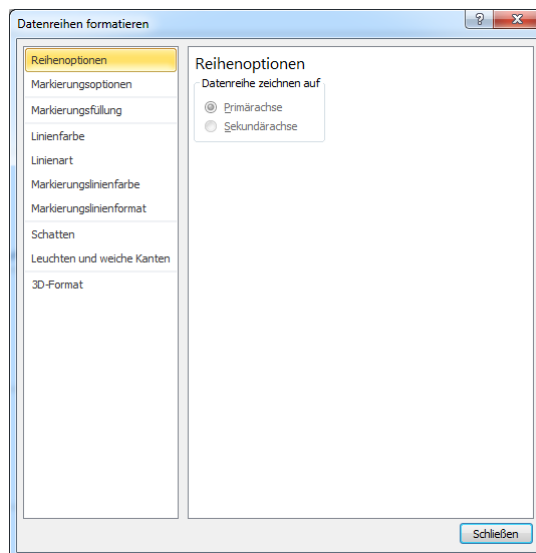 Datenreihen formatieren
Reihenoptionen
Markierungsoptionen
Markierungsfüllung
Linienfarbe
Linienart
Markierungslinienfarbe
Markierungslinienformat
Schatten
Leuchten und weiche Kanten
3D-Format
Reihenoptionen
Datenreihe zeichnen auf
Primärachse
Sekundärachse
Schließen